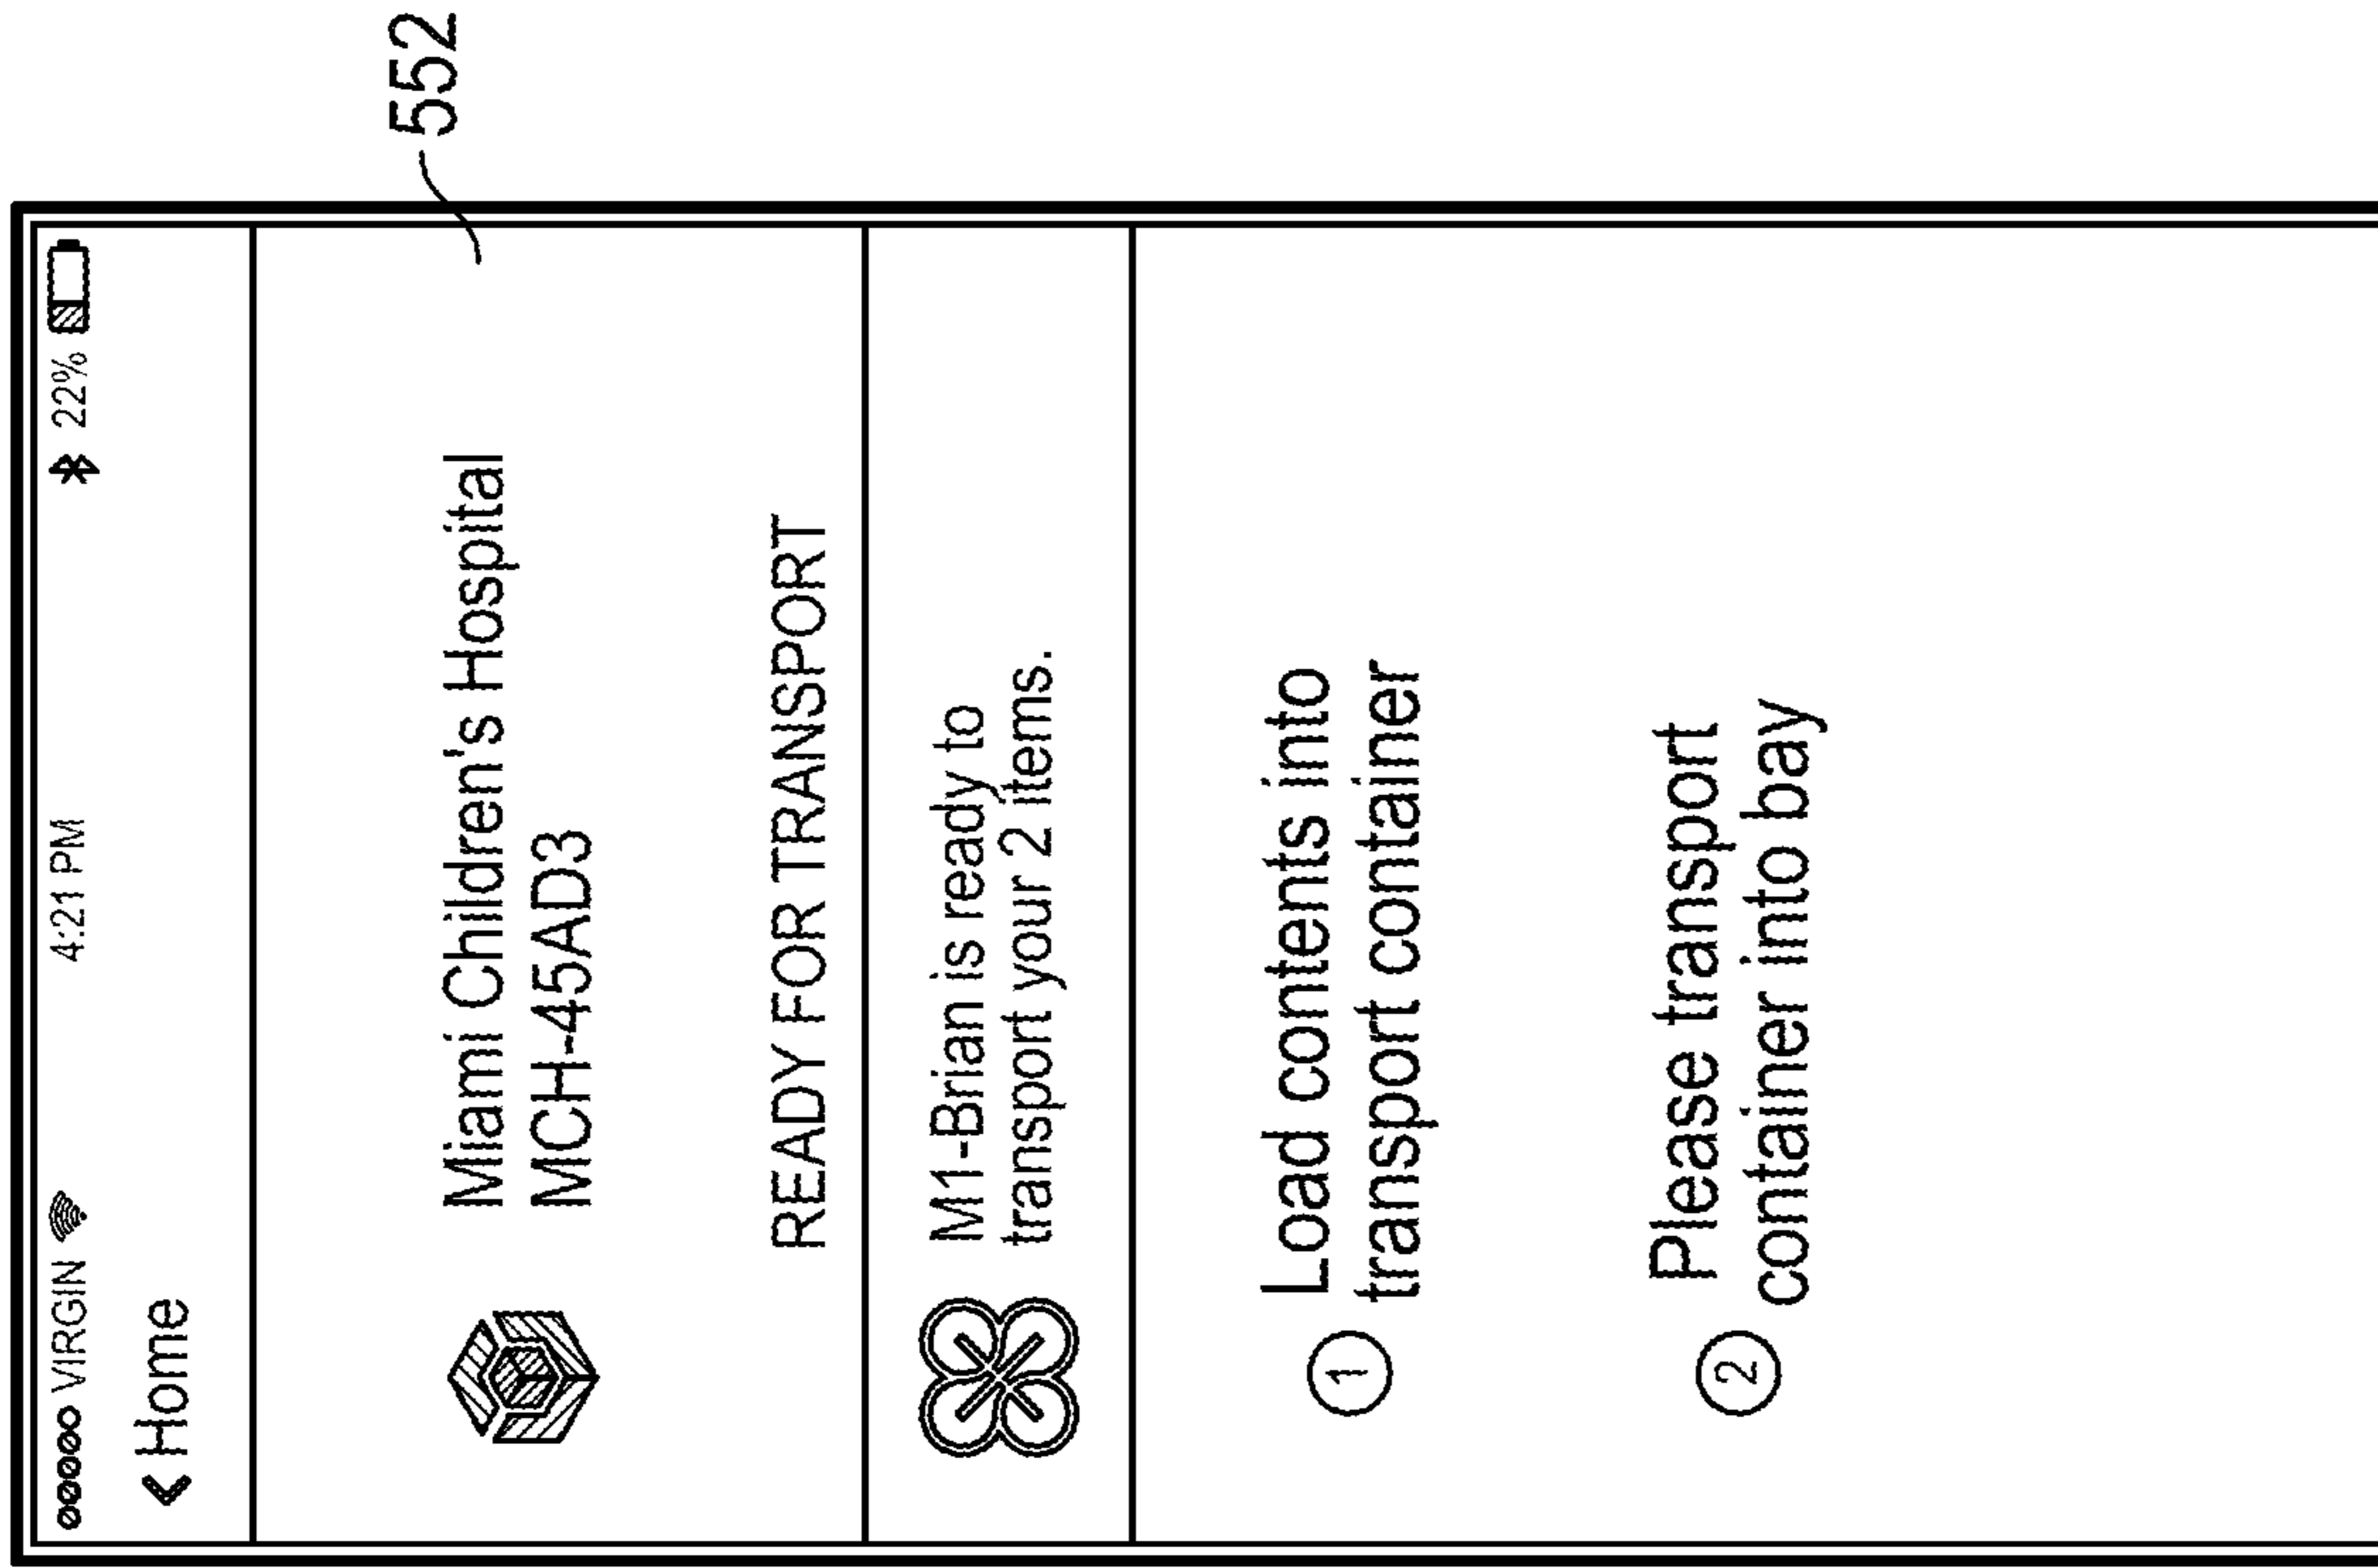 VIRGIN 4:21 PM 22%
< Home
552
Miami Children's Hospital
MCH-45AD3
READY FOR TRANSPORT
M1-Brian is ready to
transport your 2 items.
1 Load contents into
transport container
2 Please transport
container into bay